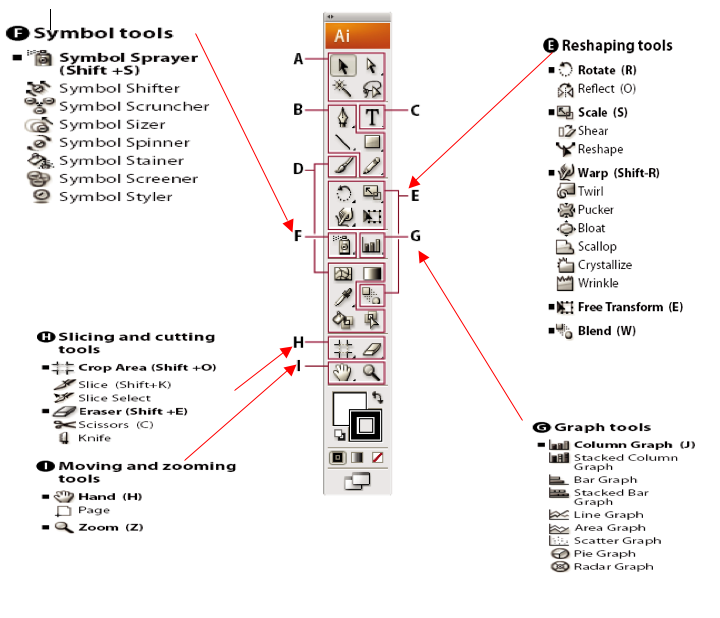 F Symbol tools
Symbol Sprayer
(Shift +S)
Symbol Shifter
Symbol Scruncher
Symbol Sizer
Symbol Spinner
Symbol Stainer
Symbol Screener
Symbol Styler
H Slicing and cutting
tools
Crop Area (Shift +O)
Slice (Shift+K)
Slice Select
Eraser (Shift +E)
Scissors (C)
Knife
I Moving and zooming
tools
Hand (H)
Page
Zoom (Z)
Ai
A
B
C
T
D
E
F
G
H
I
E Reshaping tools
Rotate (R)
Reflect (O)
Scale (S)
Shear
Reshape
Warp (Shift-R)
Twirl
Pucker
Bloat
Scallop
Crystallize
Wrinkle
Free Transform (E)
Blend (W)
G Graph tools
Column Graph (J)
Stacked Column
Graph
Bar Graph
Stacked Bar
Graph
Line Graph
Area Graph
Scatter Graph
Pie Graph
Radar Graph